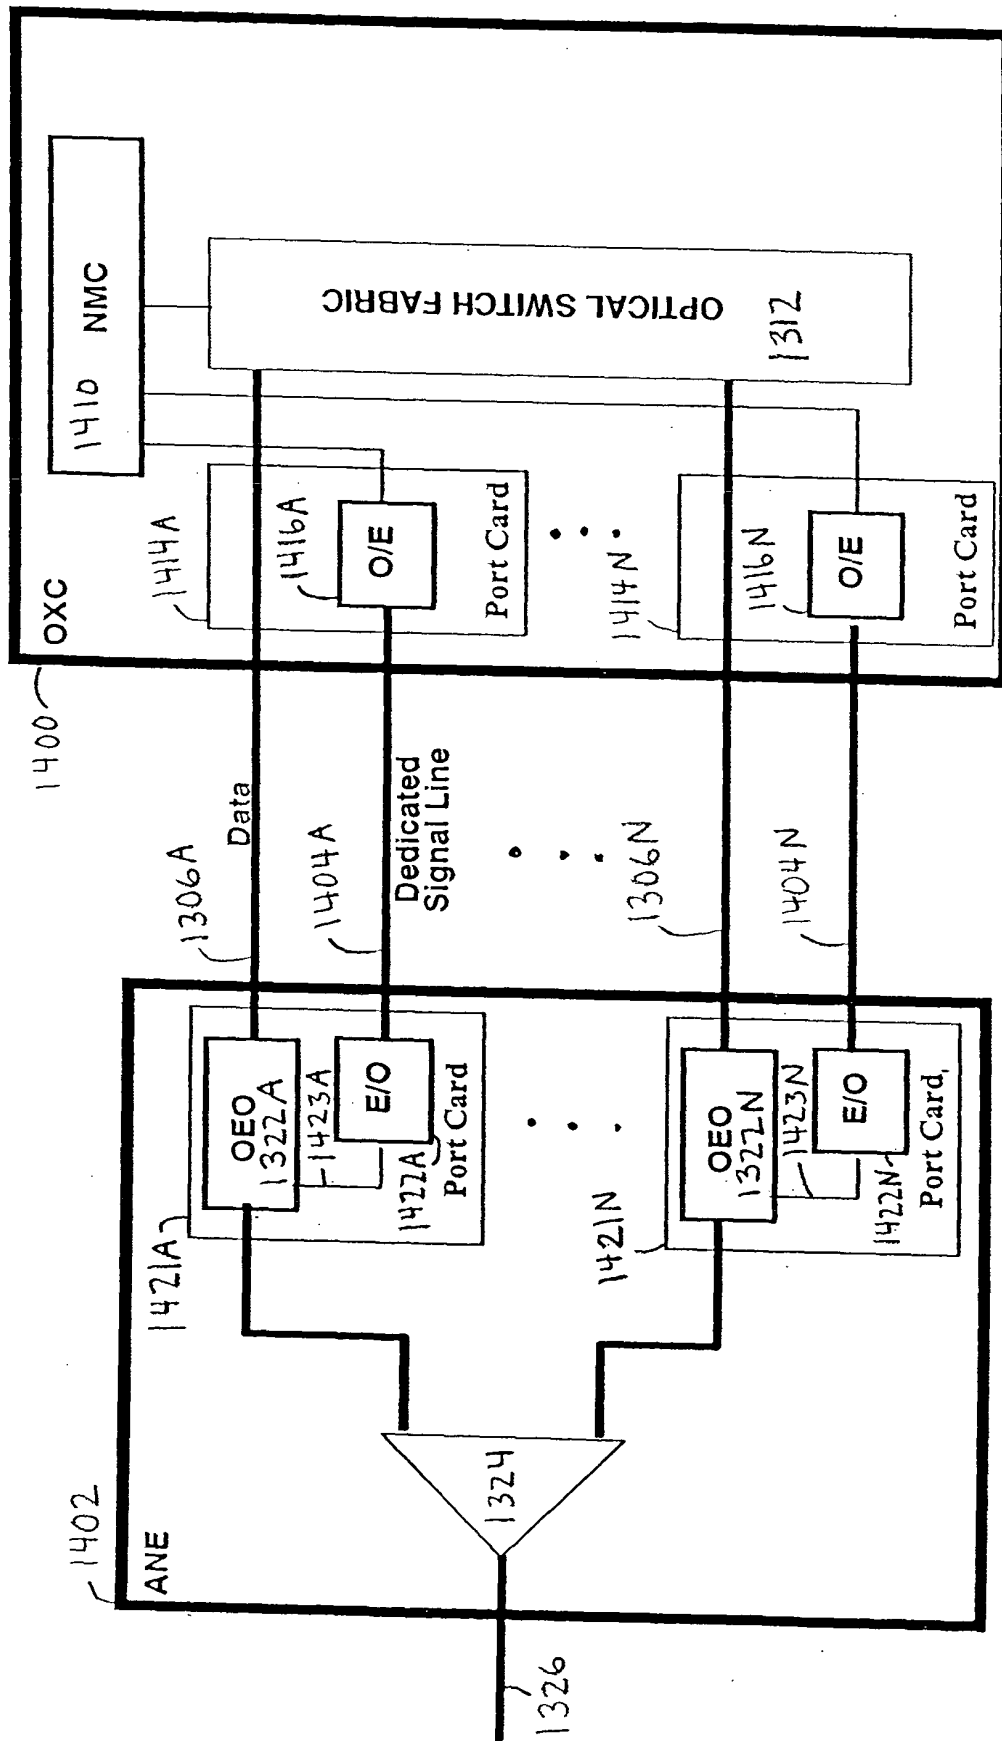 1400
OXC
1410 NMC
OPTICAL SWITCH FABRIC
1312
1414A
1416A
O/E
Port Card
1414N
1416N
O/E
Port Card
1306A
Data
1404A
Dedicated
Signal Line
1306N
1404N
1402
ANE
1421A
OEO
1322A
1423A
E/O
1422A
Port Card
1421N
OEO
1322N
1423N
E/O
1422N
Port Card
1324
1326